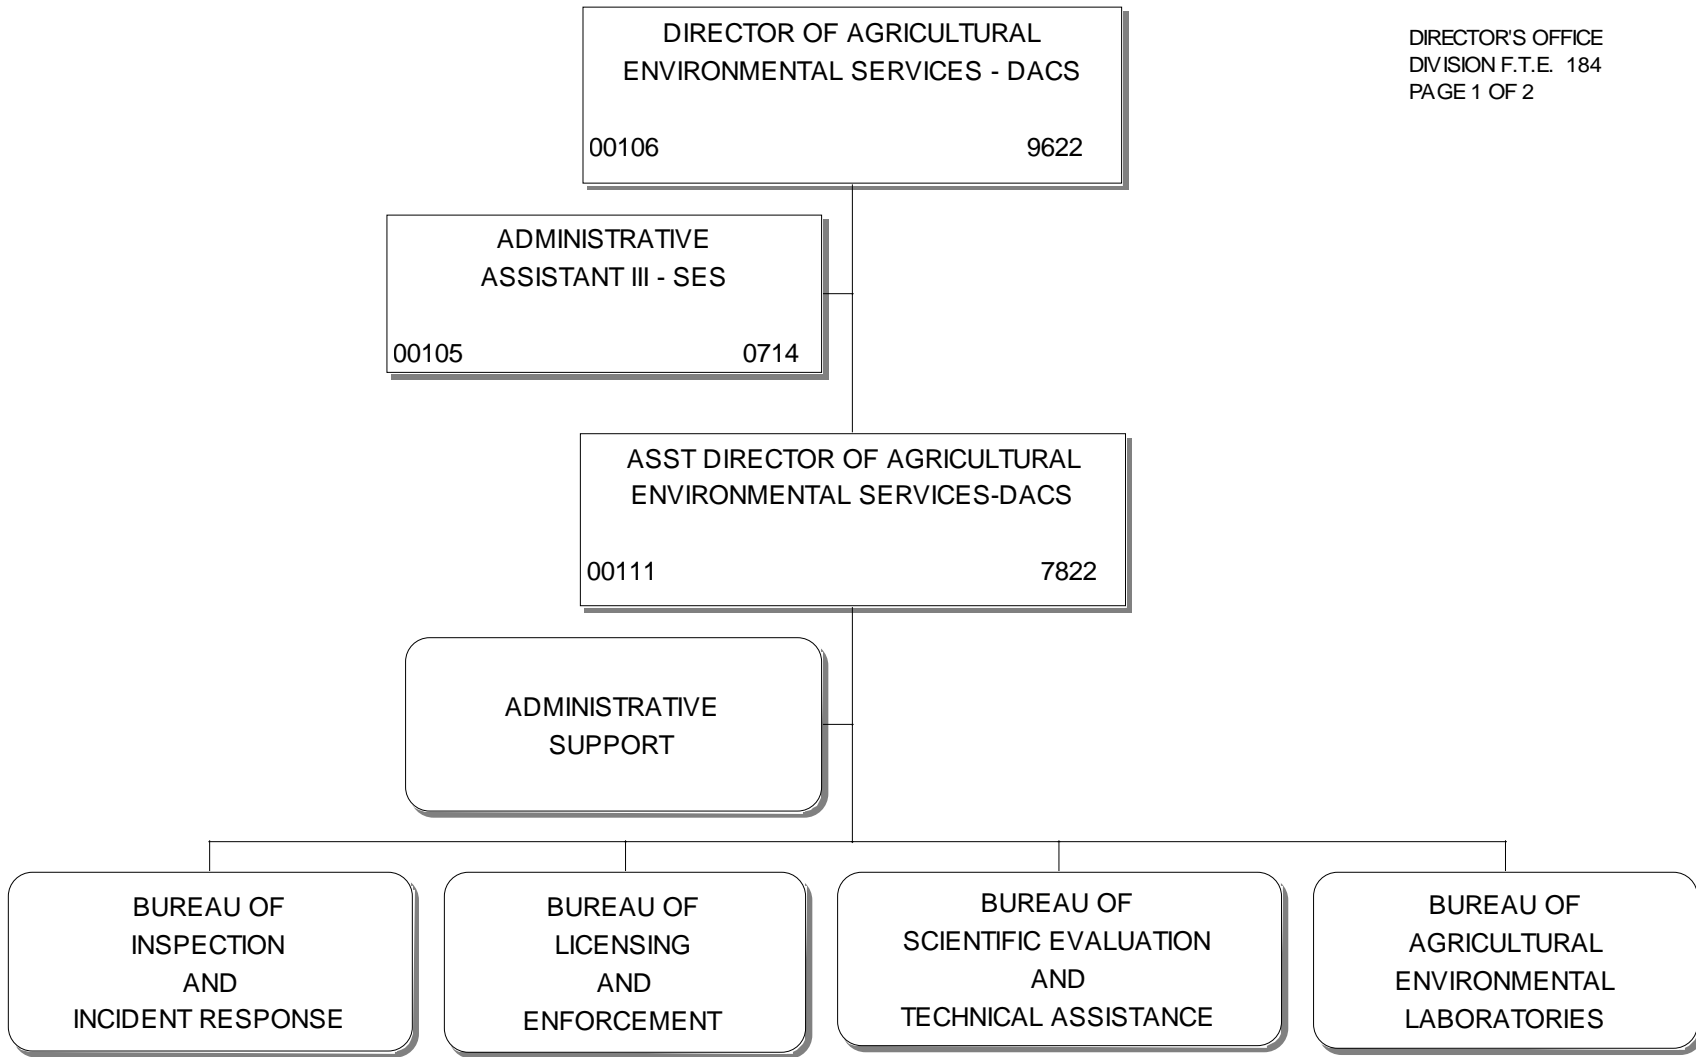 DIRECTOR OF AGRICULTURAL
ENVIRONMENTAL SERVICES - DACS
00106 9622
DIRECTOR'S OFFICE
DIVISION F.T.E. 184
PAGE 1 OF 2
ADMINISTRATIVE
ASSISTANT III - SES
00105 0714
ASST DIRECTOR OF AGRICULTURAL
ENVIRONMENTAL SERVICES-DACS
00111 7822
ADMINISTRATIVE
SUPPORT
BUREAU OF
INSPECTION
AND
INCIDENT RESPONSE
BUREAU OF
LICENSING
AND
ENFORCEMENT
BUREAU OF
SCIENTIFIC EVALUATION
AND
TECHNICAL ASSISTANCE
BUREAU OF
AGRICULTURAL
ENVIRONMENTAL
LABORATORIES